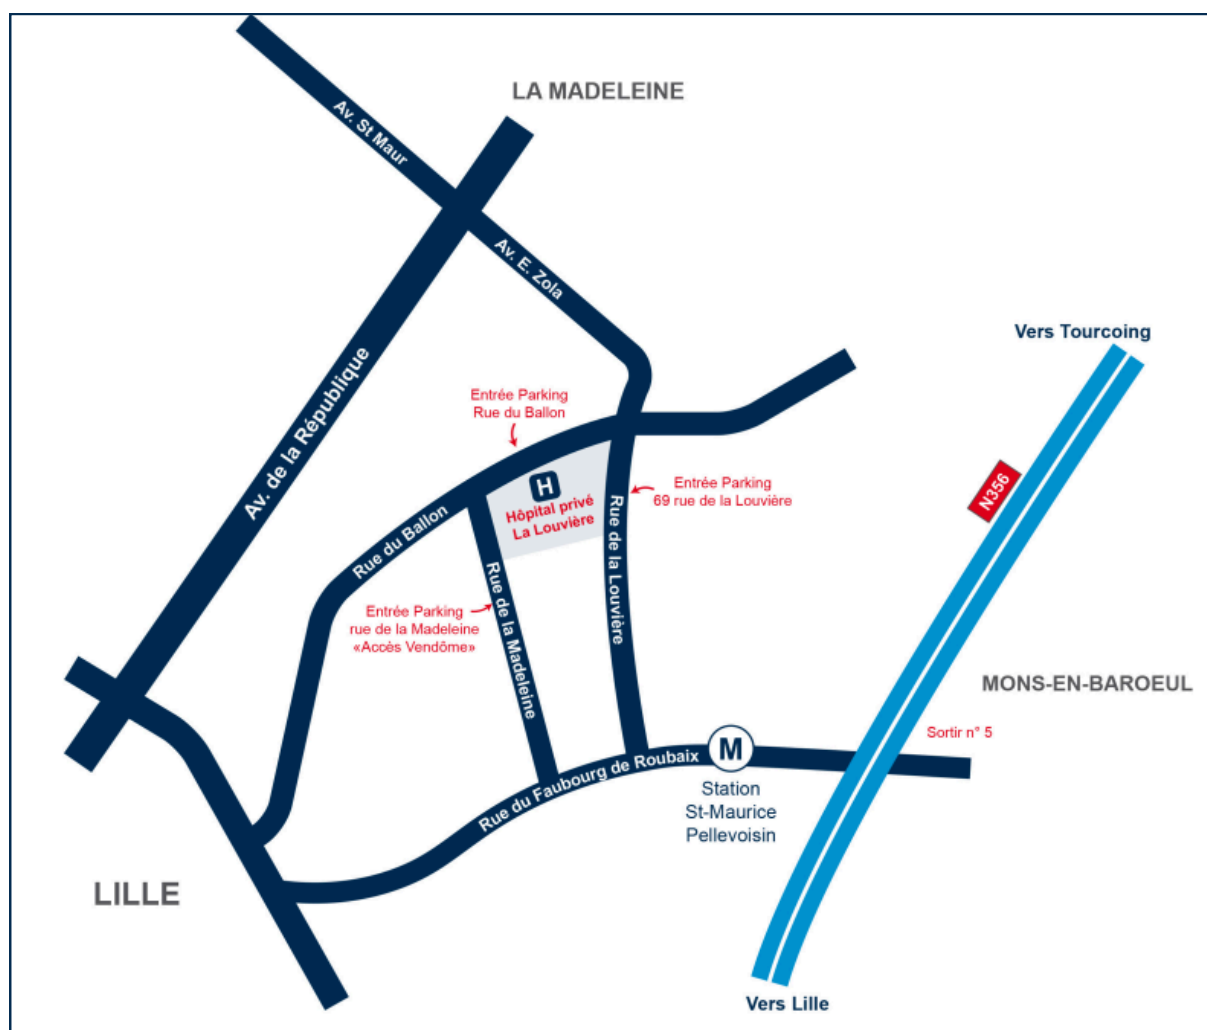 LA MADELEINE
Av. St Maur
Av. E. Zola
Vers Tourcoing
Av. de la République
Entrée Parking
Rue du Ballon
H
Hôpital privé
La Louvière
Entrée Parking
69 rue de la Louvière
N356
Rue du Ballon
Rue de la Louvière
Rue de la Madeleine
Entrée Parking
rue de la Madeleine
«Accès Vendôme»
MONS-EN-BAROEUL
Sortir n° 5
Rue du Faubourg de Roubaix
M
Station
St-Maurice
Pellevoisin
LILLE
Vers Lille